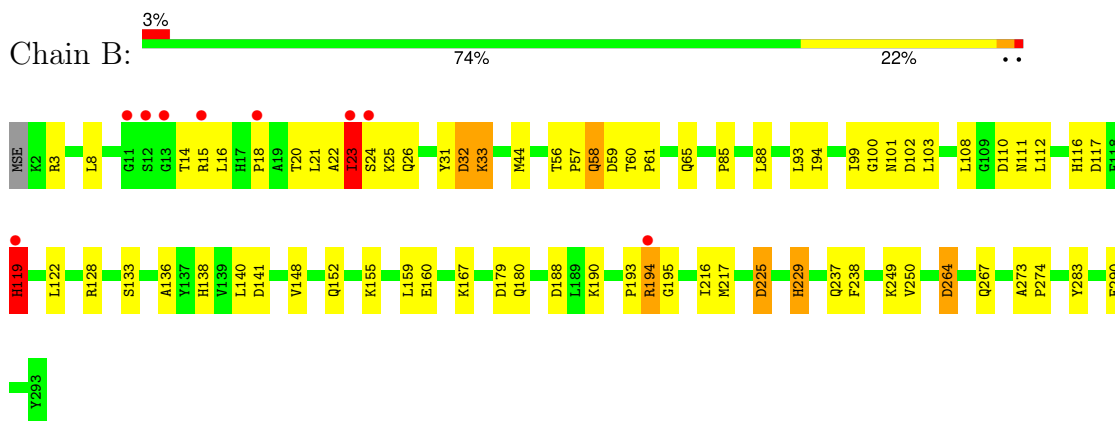 3%
Chain B:
74% 22% • •
MSE K2 R3 L8 G11 S12 G13 T14 R15 L16 H17 P18 A19 T20 L21 A22 I23 S24 K25 Q26 Y31 D32 K33 M44 T56 P57 Q58 D59 T60 P61 Q65 P85 L88 L93 I94 I99 G100 N101 D102 L103 L108 G109 D110 N111 L112 H116 D117 F118
H119 L122 R128 S133 A136 Y137 H138 V139 L140 D141 V148 Q152 K155 L159 E160 K167 D179 Q180 D188 L189 K190 P193 R194 G195 I216 M217 D225 H229 Q237 F238 K249 V250 D264 Q267 A273 P274 Y283
Y293